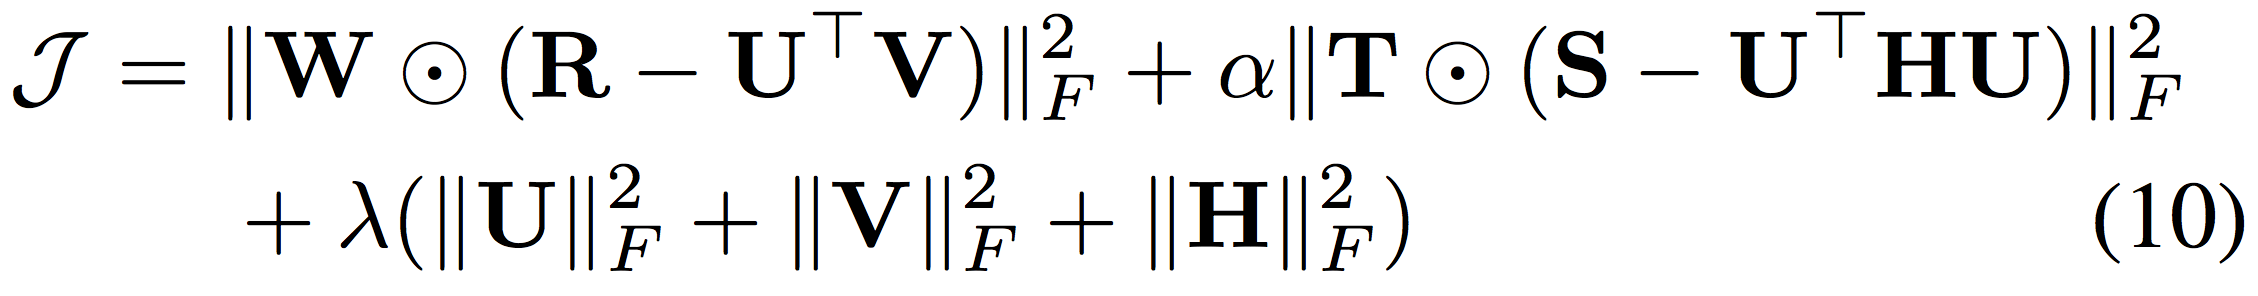 𝒥 = ‖𝐖 ⊙ (𝐑 − 𝐔^⊤𝐕)‖_F^2 + α‖𝐓 ⊙ (𝐒 − 𝐔^⊤𝐇𝐔)‖_F^2
+ λ(‖𝐔‖_F^2 + ‖𝐕‖_F^2 + ‖𝐇‖_F^2) (10)